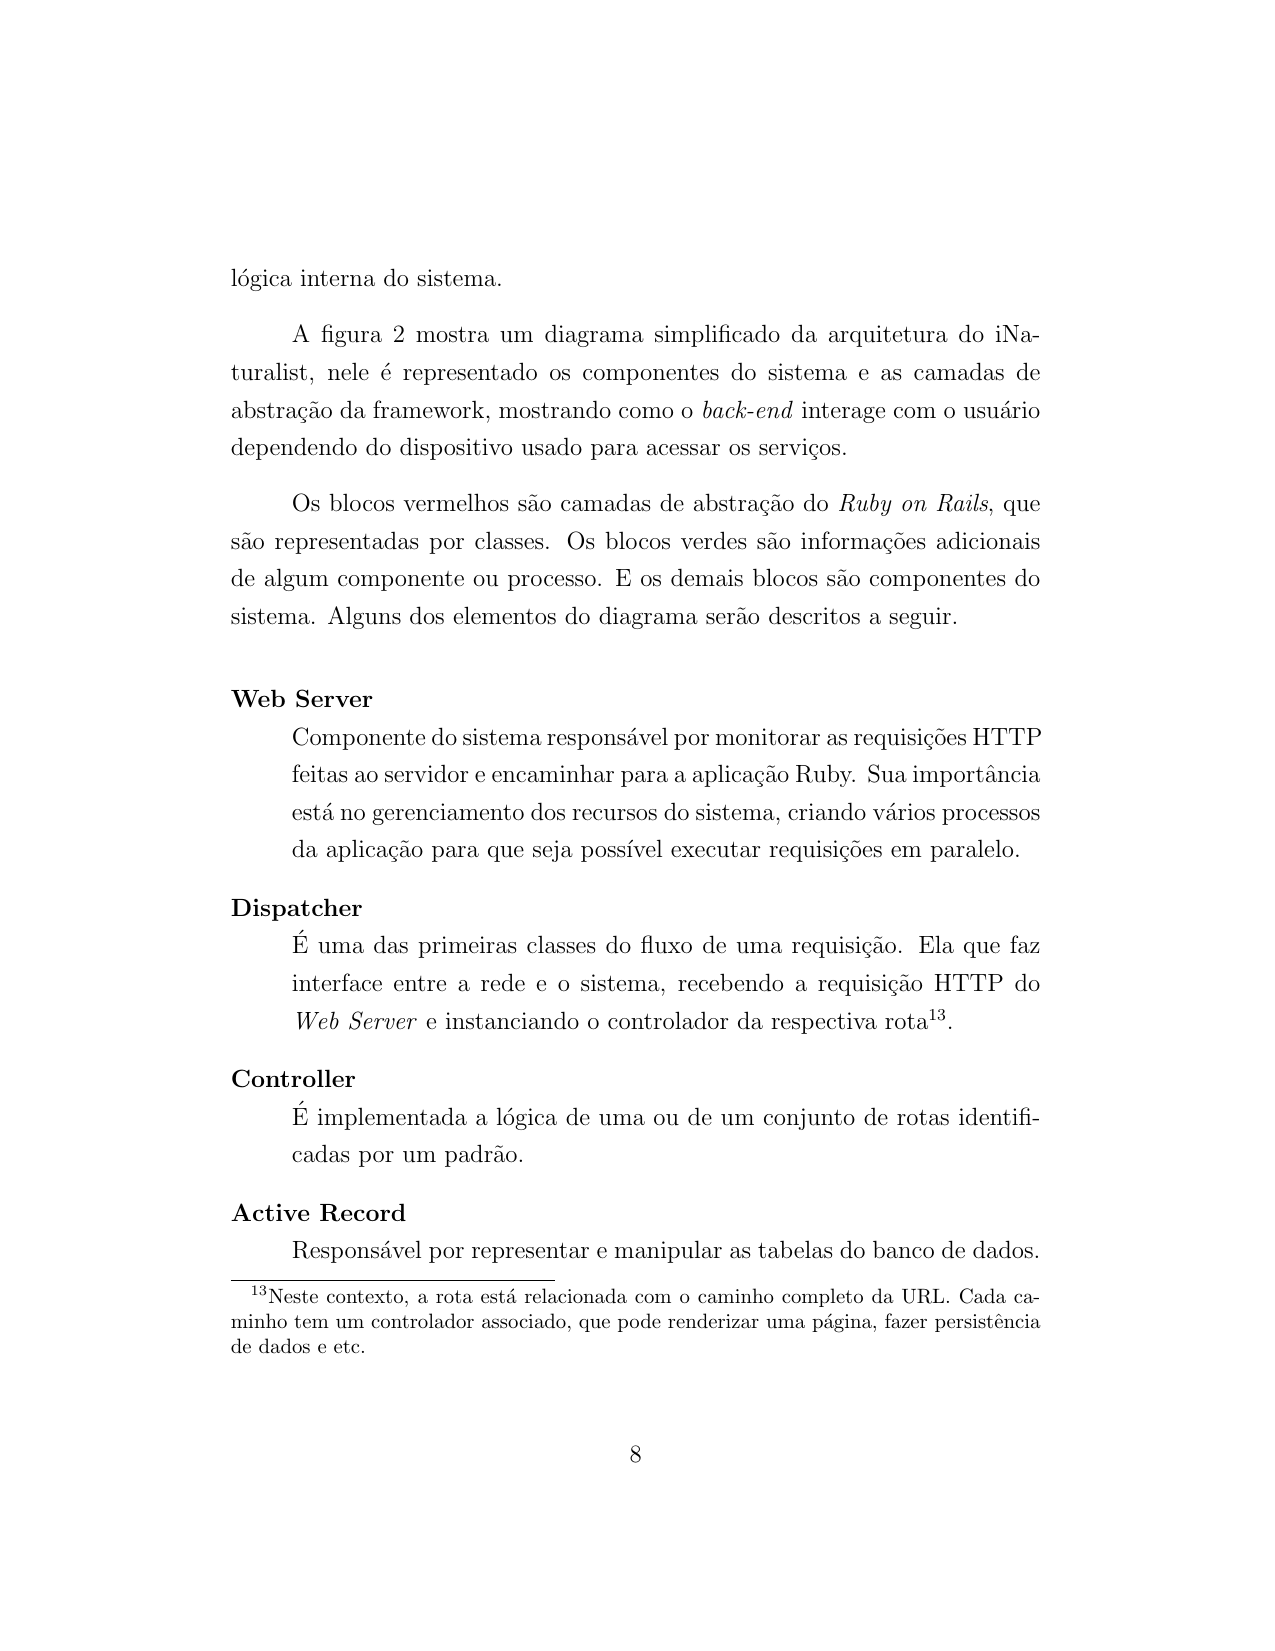 lógica interna do sistema.
A figura 2 mostra um diagrama simplificado da arquitetura do iNa-
turalist, nele é representado os componentes do sistema e as camadas de
abstração da framework, mostrando como o back-end interage com o usuário
dependendo do dispositivo usado para acessar os serviços.
Os blocos vermelhos são camadas de abstração do Ruby on Rails, que
são representadas por classes. Os blocos verdes são informações adicionais
de algum componente ou processo. E os demais blocos são componentes do
sistema. Alguns dos elementos do diagrama serão descritos a seguir.
Web Server
Componente do sistema responsável por monitorar as requisições HTTP
feitas ao servidor e encaminhar para a aplicação Ruby. Sua importância
está no gerenciamento dos recursos do sistema, criando vários processos
da aplicação para que seja possível executar requisições em paralelo.
Dispatcher
É uma das primeiras classes do fluxo de uma requisição. Ela que faz
interface entre a rede e o sistema, recebendo a requisição HTTP do
Web Server e instanciando o controlador da respectiva rota13.
Controller
É implementada a lógica de uma ou de um conjunto de rotas identifi-
cadas por um padrão.
Active Record
Responsável por representar e manipular as tabelas do banco de dados.
13Neste contexto, a rota está relacionada com o caminho completo da URL. Cada ca-
minho tem um controlador associado, que pode renderizar uma página, fazer persistência
de dados e etc.
8